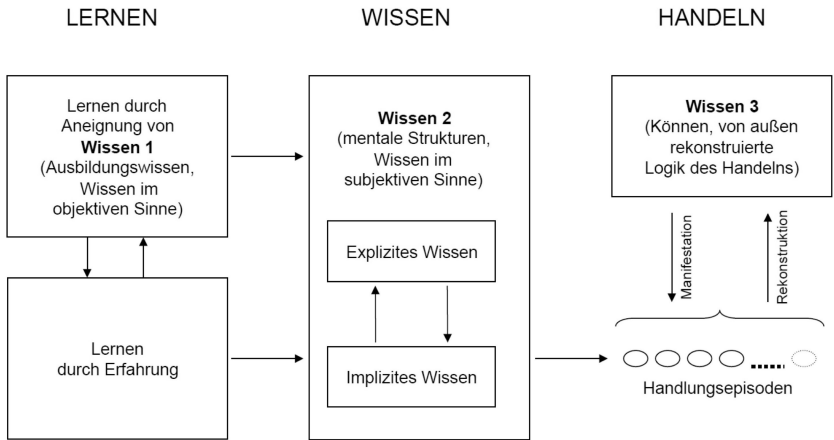 LERNEN
WISSEN
HANDELN
Lernen durch
Aneignung von
Wissen 1
(Ausbildungswissen,
Wissen im
objektiven Sinne)
Lernen
durch Erfahrung
Wissen 2
(mentale Strukturen,
Wissen im
subjektiven Sinne)
Explizites Wissen
Implizites Wissen
Wissen 3
(Können, von außen
rekonstruierte
Logik des Handelns)
Manifestation
Rekonstruktion
Handlungsepisoden